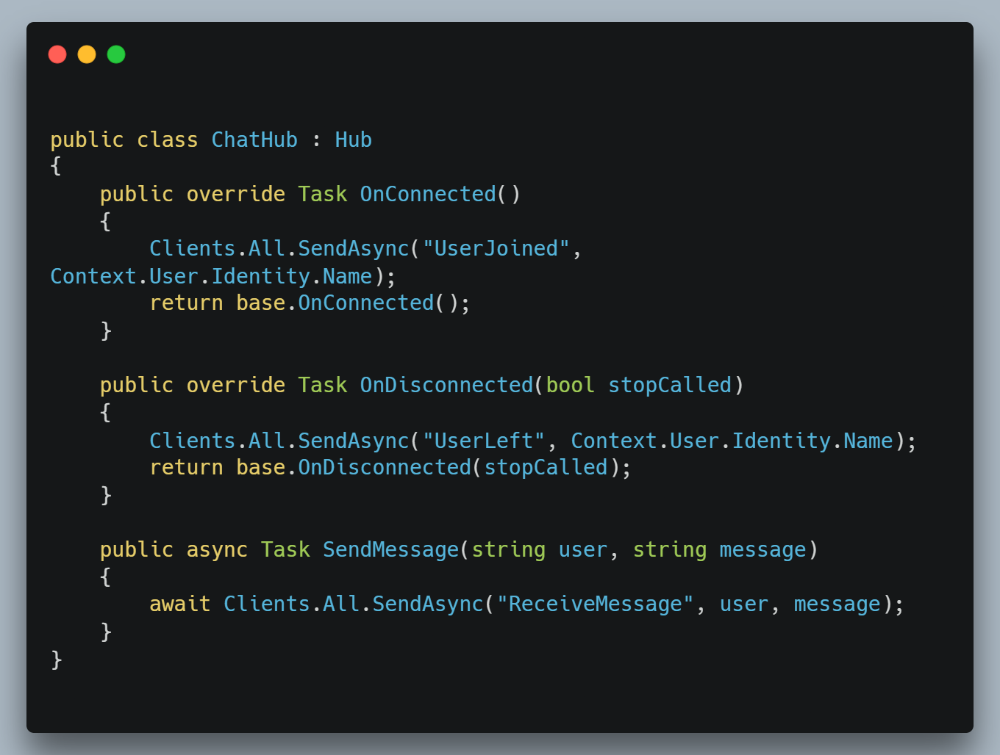 public class ChatHub : Hub
{
    public override Task OnConnected()
    {
        Clients.All.SendAsync("UserJoined",
Context.User.Identity.Name);
        return base.OnConnected();
    }

    public override Task OnDisconnected(bool stopCalled)
    {
        Clients.All.SendAsync("UserLeft", Context.User.Identity.Name);
        return base.OnDisconnected(stopCalled);
    }

    public async Task SendMessage(string user, string message)
    {
        await Clients.All.SendAsync("ReceiveMessage", user, message);
    }
}